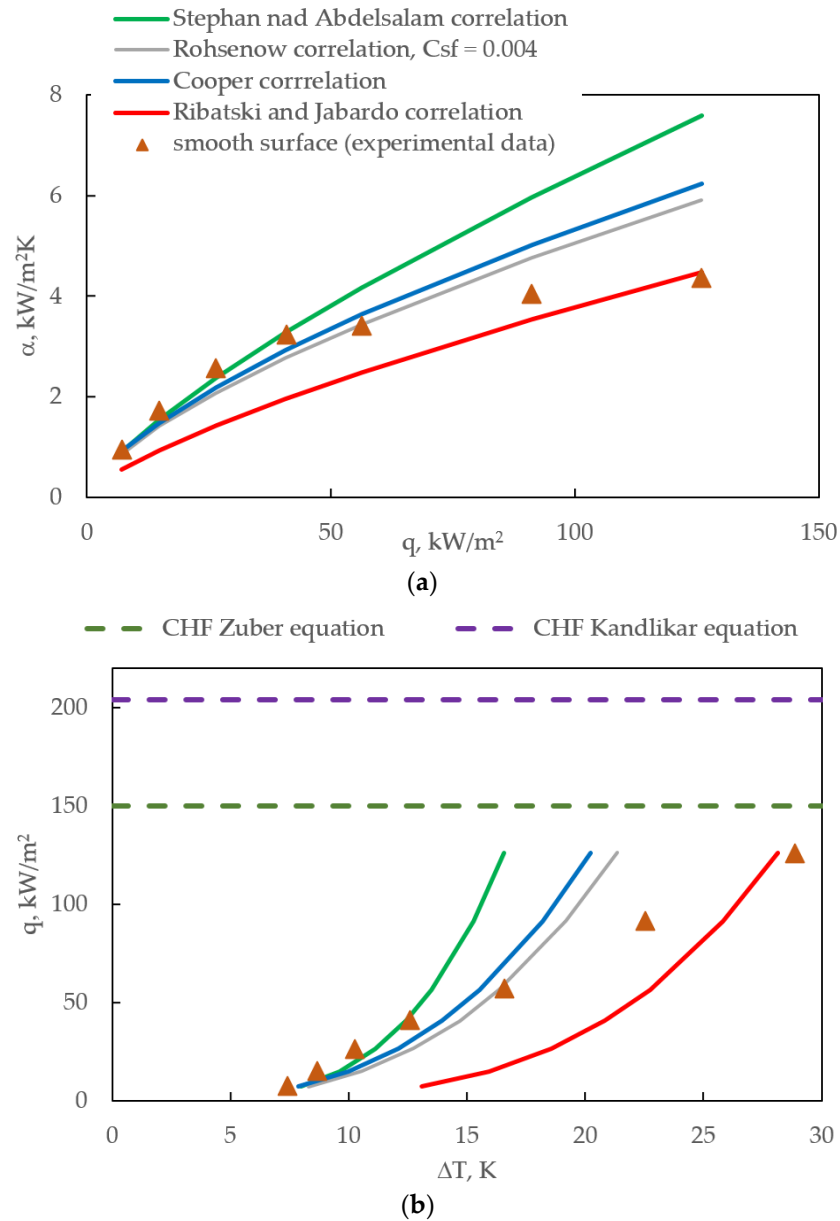 Stephan nad Abdelsalam correlation
Rohsenow correlation, Csf = 0.004
Cooper corrrelation
Ribatski and Jabardo correlation
smooth surface (experimental data)
8
6
4
2
0
α, kW/m²K
0 50 100 150
q, kW/m²
(a)
CHF Zuber equation CHF Kandlikar equation
200
150
100
50
0
q, kW/m²
0 5 10 15 20 25 30
ΔT, K
(b)